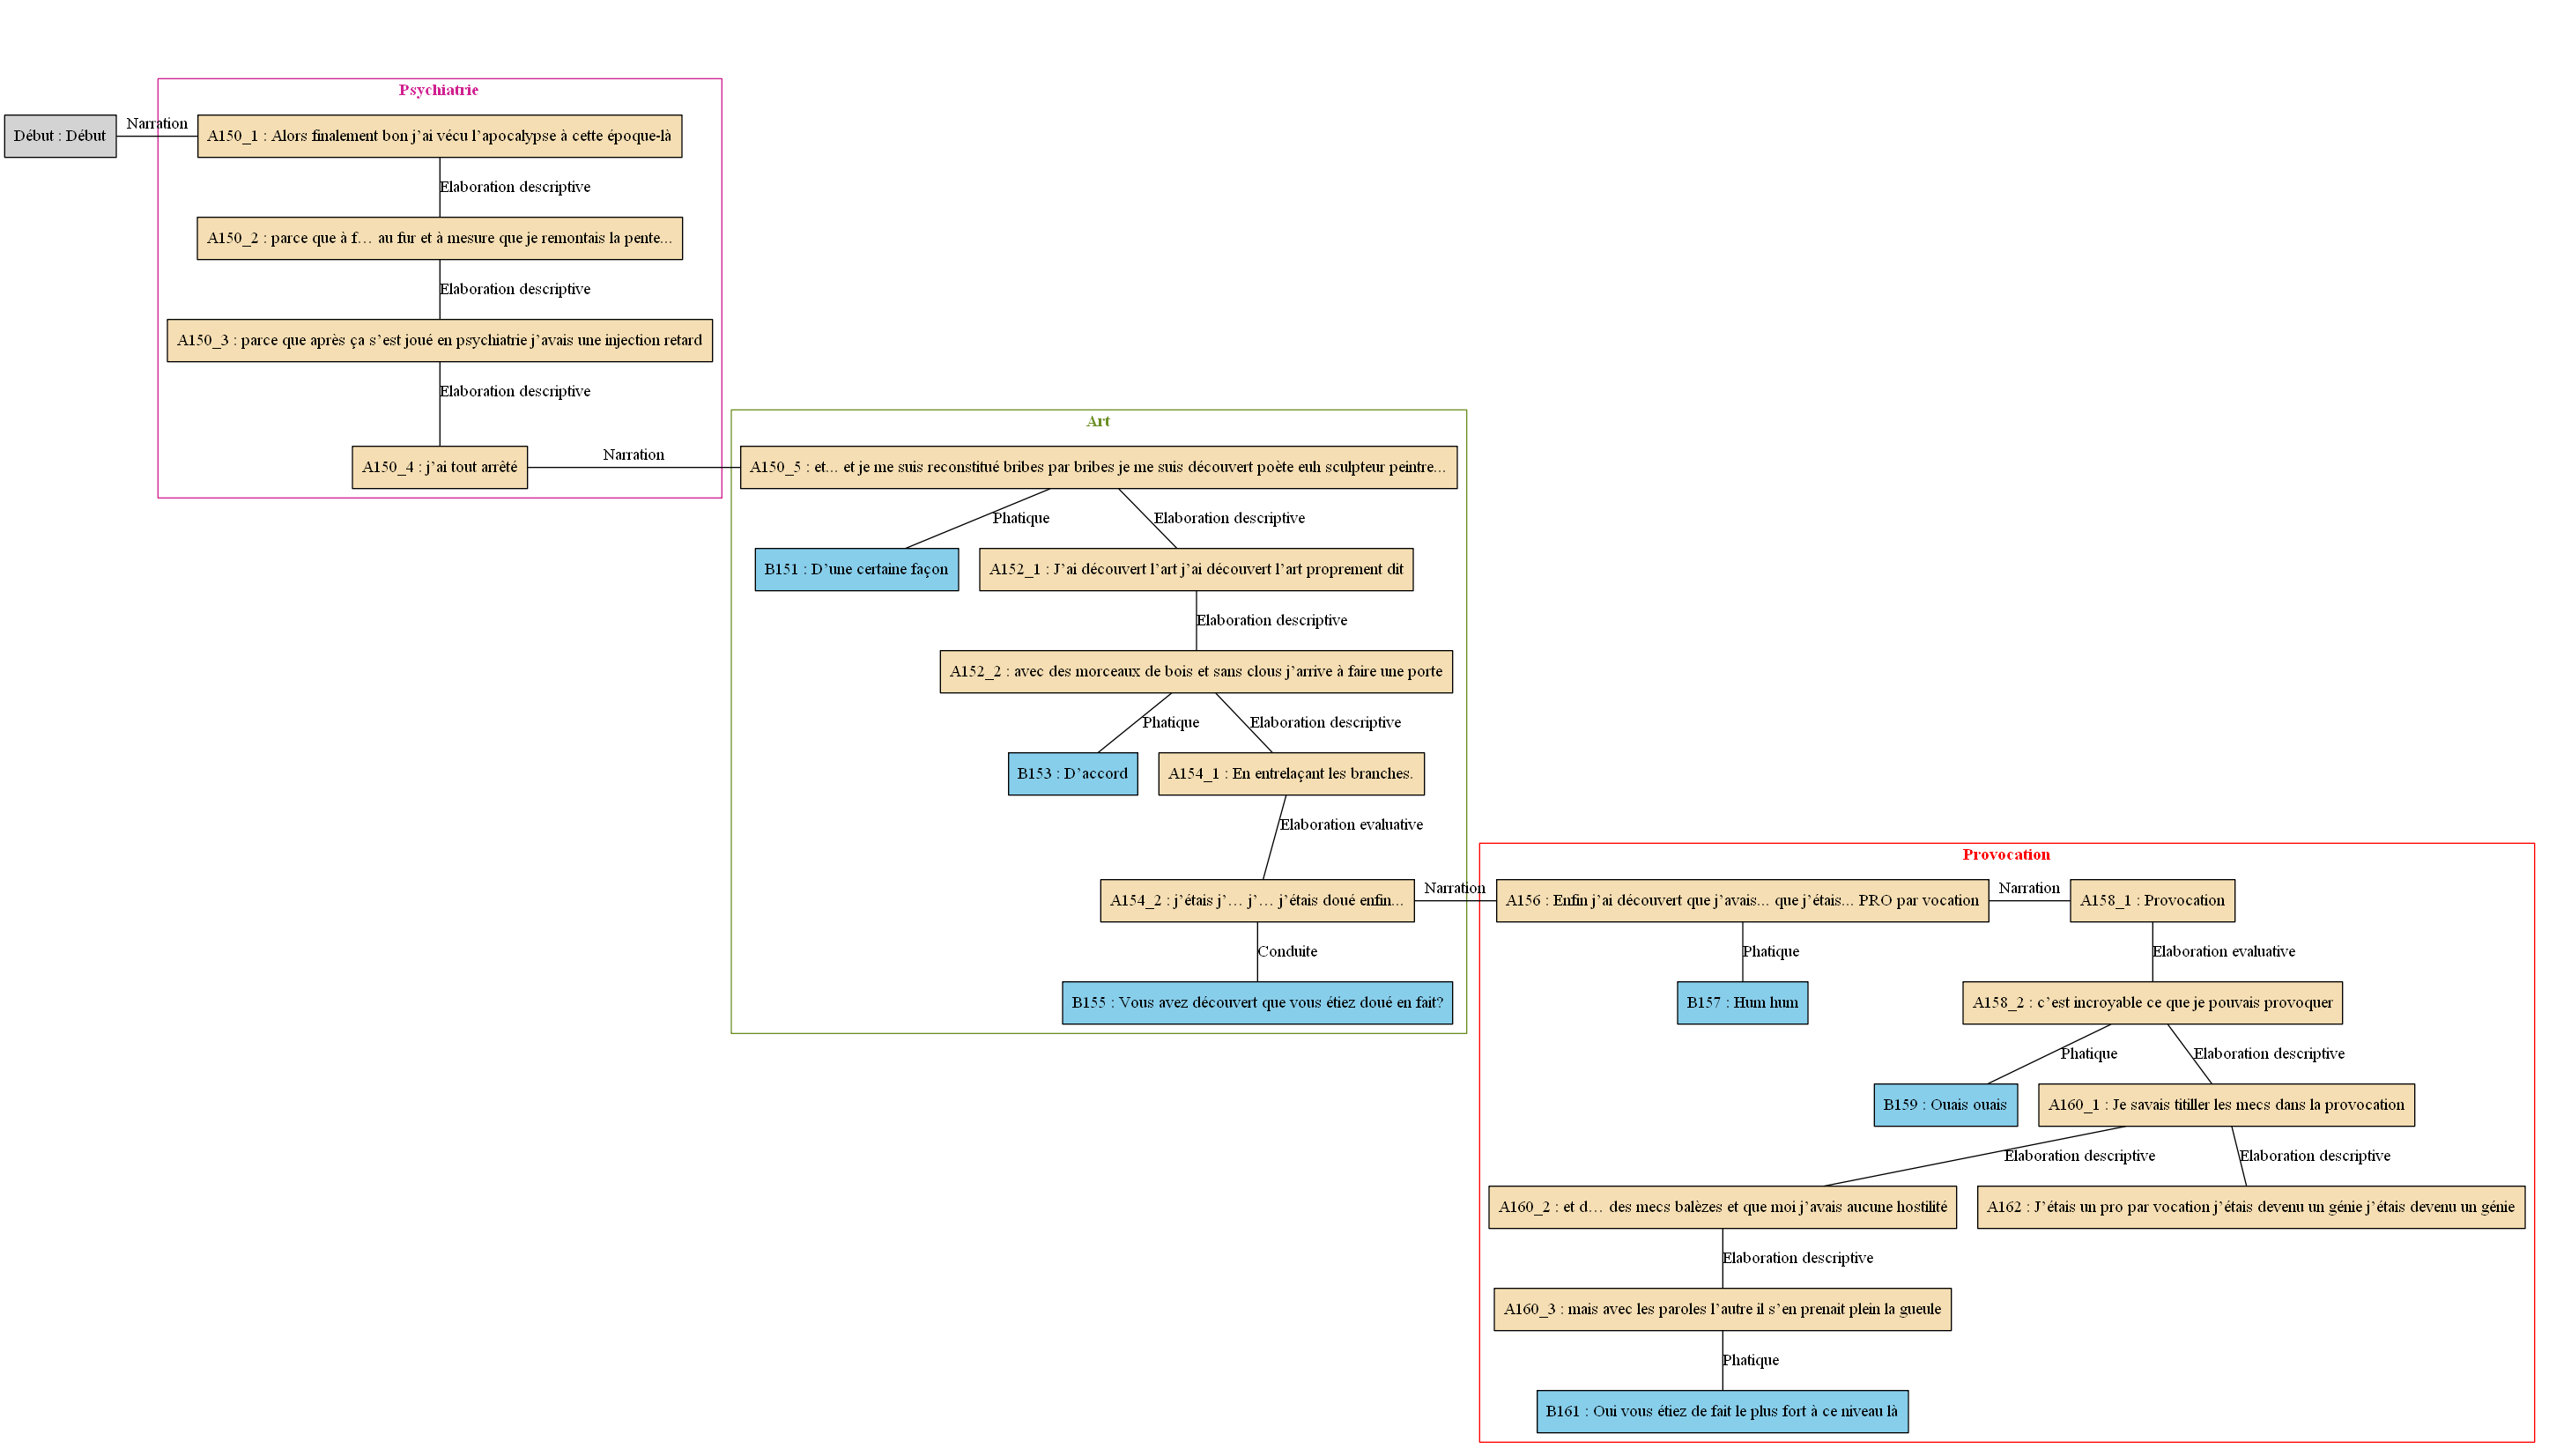 Psychiatrie
Début : Début
Narration
A150_1 : Alors finalement bon j’ai vécu l’apocalypse à cette époque-là
Elaboration descriptive
A150_2 : parce que à f… au fur et à mesure que je remontais la pente...
Elaboration descriptive
A150_3 : parce que après ça s’est joué en psychiatrie j’avais une injection retard
Elaboration descriptive
A150_4 : j’ai tout arrêté
Narration
Art
A150_5 : et... et je me suis reconstitué bribes par bribes je me suis découvert poète euh sculpteur peintre...
Phatique
Elaboration descriptive
B151 : D’une certaine façon
A152_1 : J’ai découvert l’art j’ai découvert l’art proprement dit
Elaboration descriptive
A152_2 : avec des morceaux de bois et sans clous j’arrive à faire une porte
Phatique
Elaboration descriptive
B153 : D’accord
A154_1 : En entrelaçant les branches.
Elaboration evaluative
A154_2 : j’étais j’… j’… j’étais doué enfin...
Narration
Conduite
B155 : Vous avez découvert que vous étiez doué en fait?
Provocation
A156 : Enfin j’ai découvert que j’avais... que j’étais... PRO par vocation
Narration
A158_1 : Provocation
Phatique
Elaboration evaluative
B157 : Hum hum
A158_2 : c’est incroyable ce que je pouvais provoquer
Phatique
Elaboration descriptive
B159 : Ouais ouais
A160_1 : Je savais titiller les mecs dans la provocation
Elaboration descriptive
Elaboration descriptive
A160_2 : et d… des mecs balèzes et que moi j’avais aucune hostilité
A162 : J’étais un pro par vocation j’étais devenu un génie j’étais devenu un génie
Elaboration descriptive
A160_3 : mais avec les paroles l’autre il s’en prenait plein la gueule
Phatique
B161 : Oui vous étiez de fait le plus fort à ce niveau là